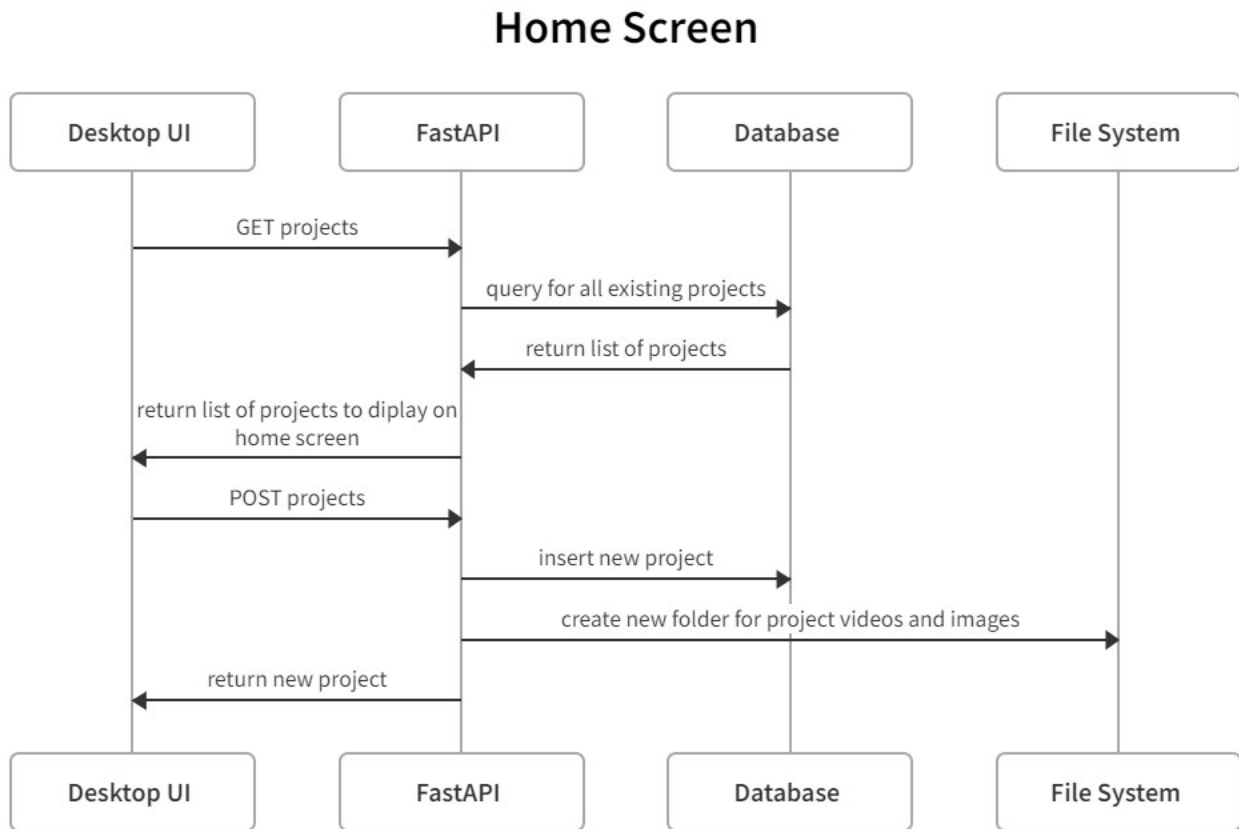 Home Screen
Desktop UI
FastAPI
Database
File System
GET projects
query for all existing projects
return list of projects
return list of projects to diplay on
home screen
POST projects
insert new project
create new folder for project videos and images
return new project
Desktop UI
FastAPI
Database
File System